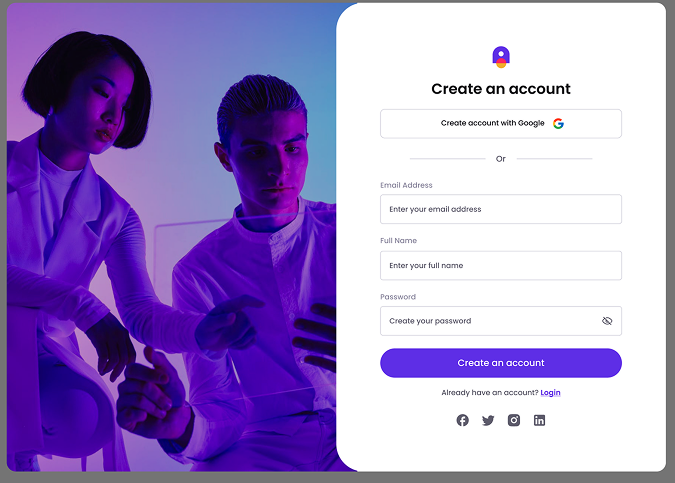 Create an account
Create account with Google
Or
Email Address
Enter your email address
Full Name
Enter your full name
Password
Create your password
Create an account
Already have an account? Login